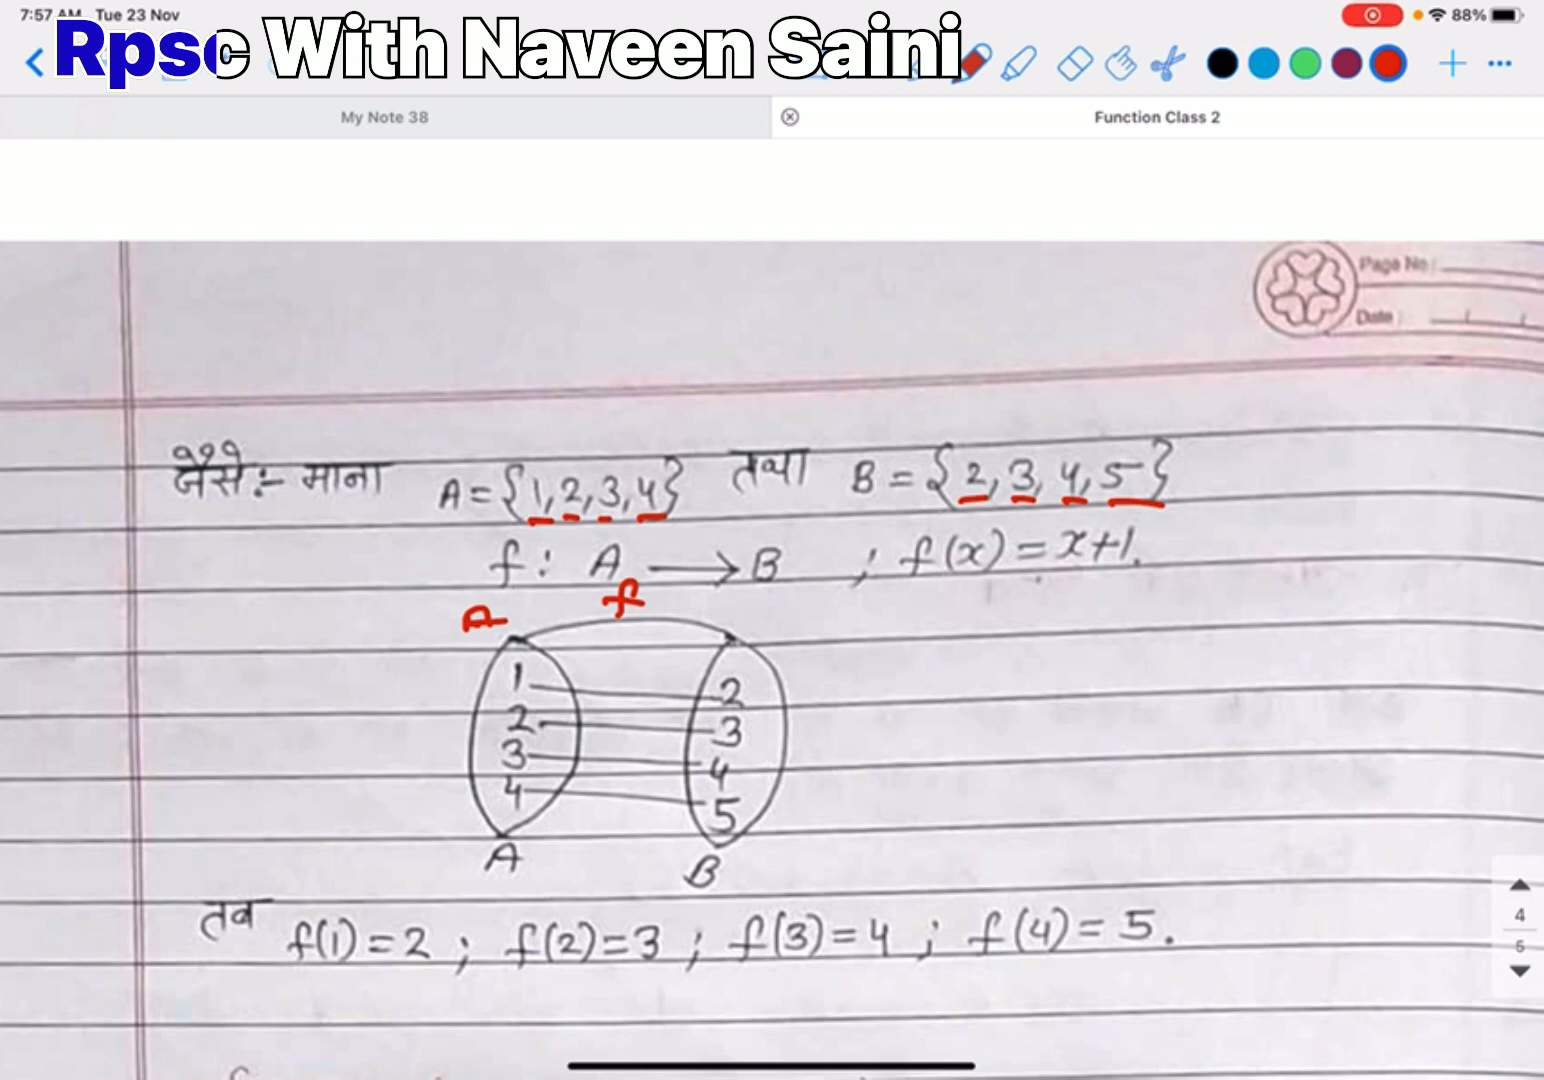 7:57 AM Tue 23 Nov
88%
Rpsc With Naveen Saini
My Note 38
Function Class 2
Page No:
Date
जैसे:- माना A={1,2,3,4} तथा B={2,3,4,5}
f: A → B ; f(x)=x+1.
A f
1 2
2 3
3 4
4 5
A B
तब f(1)=2 ; f(2)=3 ; f(3)=4 ; f(4)=5.
4
6